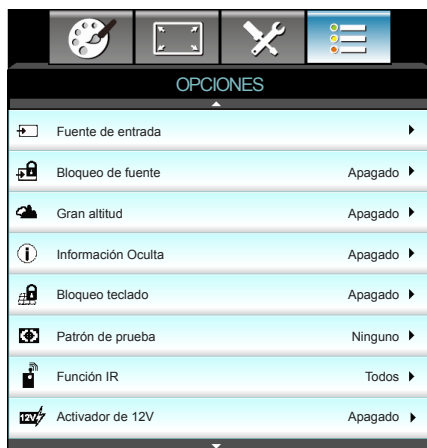 OPCIONES
Fuente de entrada
Bloqueo de fuente Apagado
Gran altitud Apagado
Información Oculta Apagado
Bloqueo teclado Apagado
Patrón de prueba Ninguno
Función IR Todos
12V Activador de 12V Apagado